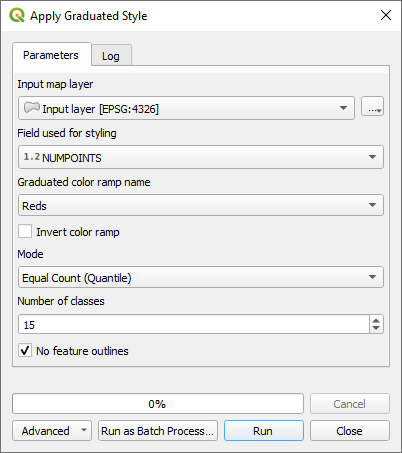 Apply Graduated Style
Parameters Log
Input map layer
Input layer [EPSG:4326]
...
Field used for styling
1.2 NUMPOINTS
Graduated color ramp name
Reds
Invert color ramp
Mode
Equal Count (Quantile)
Number of classes
15
No feature outlines
0% Cancel
Advanced Run as Batch Process... Run Close